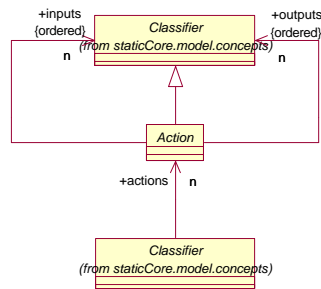 +inputs
{ordered}
n
Classifier
(from staticCore.model.concepts)
+outputs
{ordered}
n
Action
+actions
n
Classifier
(from staticCore.model.concepts)